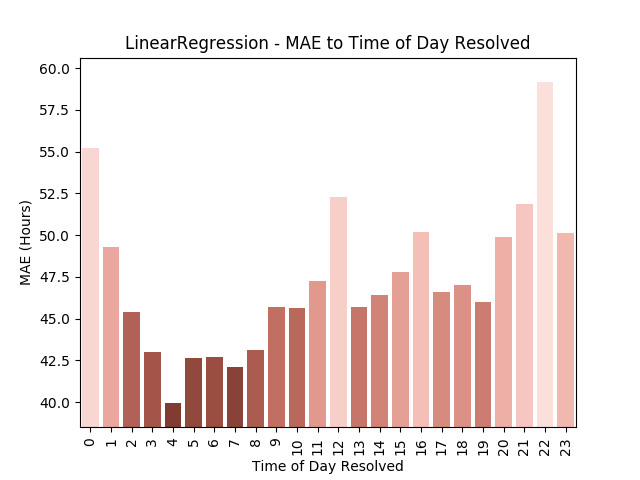 LinearRegression - MAE to Time of Day Resolved
60.0
57.5
55.0
52.5
50.0
47.5
45.0
42.5
40.0
MAE (Hours)
0 1 2 3 4 5 6 7 8 9 10 11 12 13 14 15 16 17 18 19 20 21 22 23
Time of Day Resolved